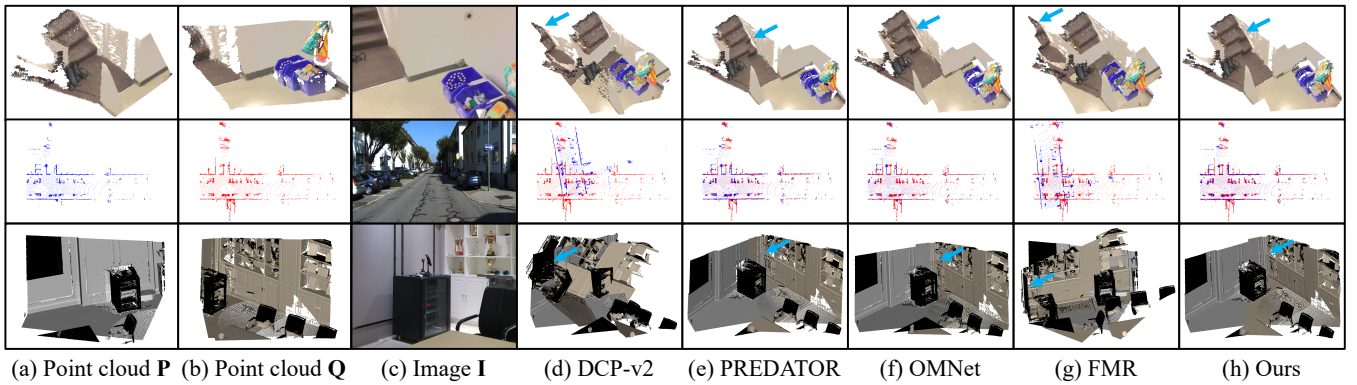 (a) Point cloud P (b) Point cloud Q (c) Image I (d) DCP-v2 (e) PREDATOR (f) OMNet (g) FMR (h) Ours